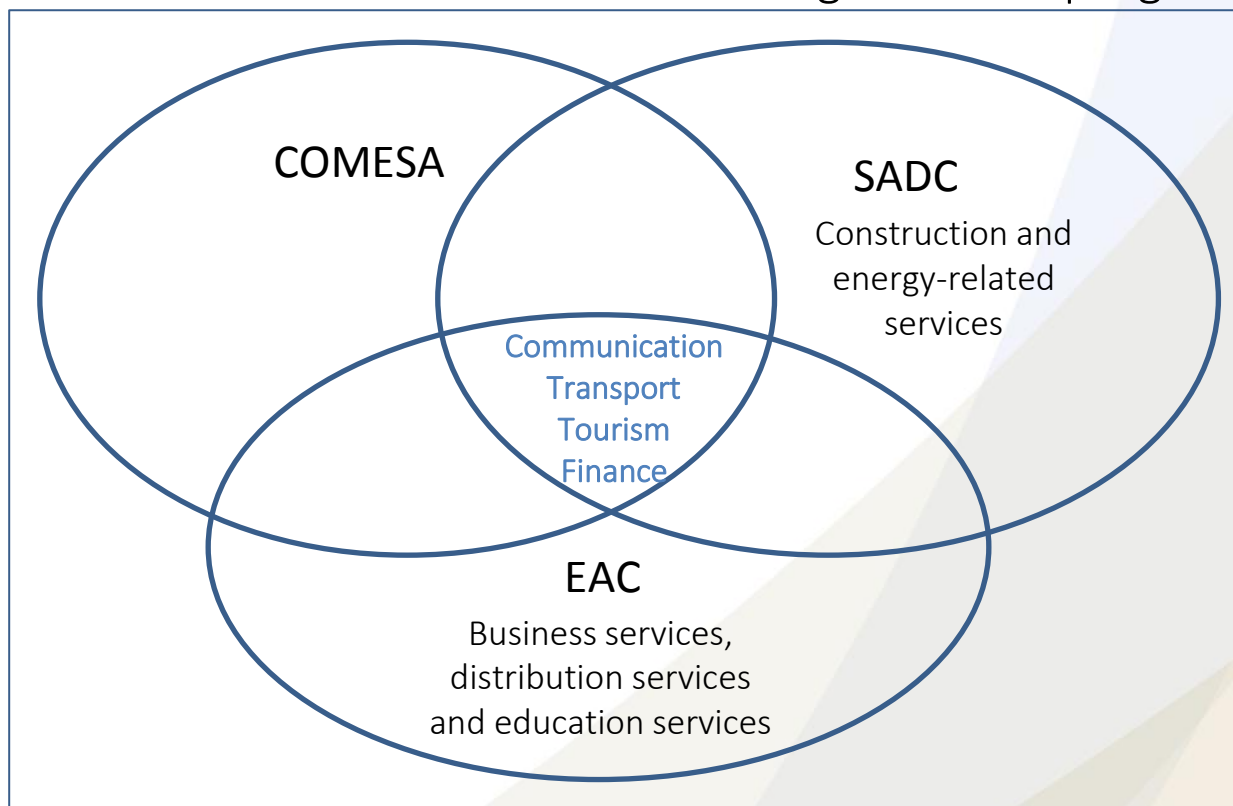 COMESA
SADC
Construction and
energy-related
services
Communication
Transport
Tourism
Finance
EAC
Business services,
distribution services
and education services